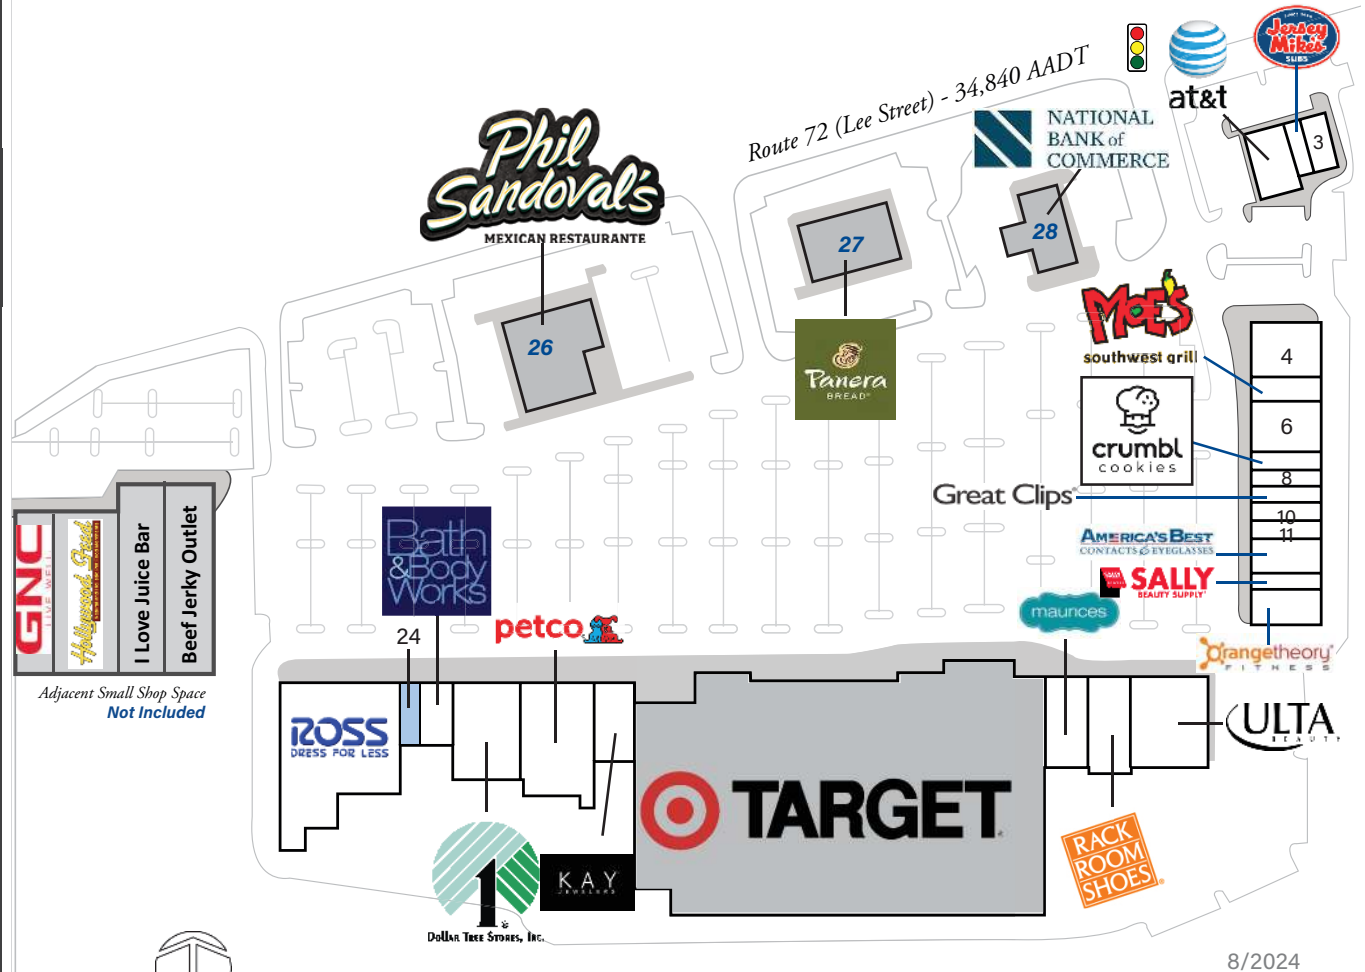 Route 72 (Lee Street) - 34,840 AADT
at&t
Jersey
Mike's
SUBS
3
NATIONAL
BANK of
COMMERCE
28
Phil
Sandoval's
MEXICAN RESTAURANTE
26
27
Panera
BREAD®
MOE'S
southwest grill
4
crumbl
cookies
6
8
Great Clips
10
11
AMERICA'S BEST
CONTACTS & EYEGLASSES
SALLY
BEAUTY SUPPLY
maurices
Orangetheory
FITNESS
GNC
LIVE WELL
Hollywood Feed
I Love Juice Bar
Beef Jerky Outlet
Adjacent Small Shop Space
Not Included
Bath
&Body
Works
24
petco
ROSS
DRESS FOR LESS
1
DOLLAR TREE STORES, INC.
KAY
JEWELERS
TARGET
RACK
ROOM
SHOES®
ULTA
BEAUTY
8/2024